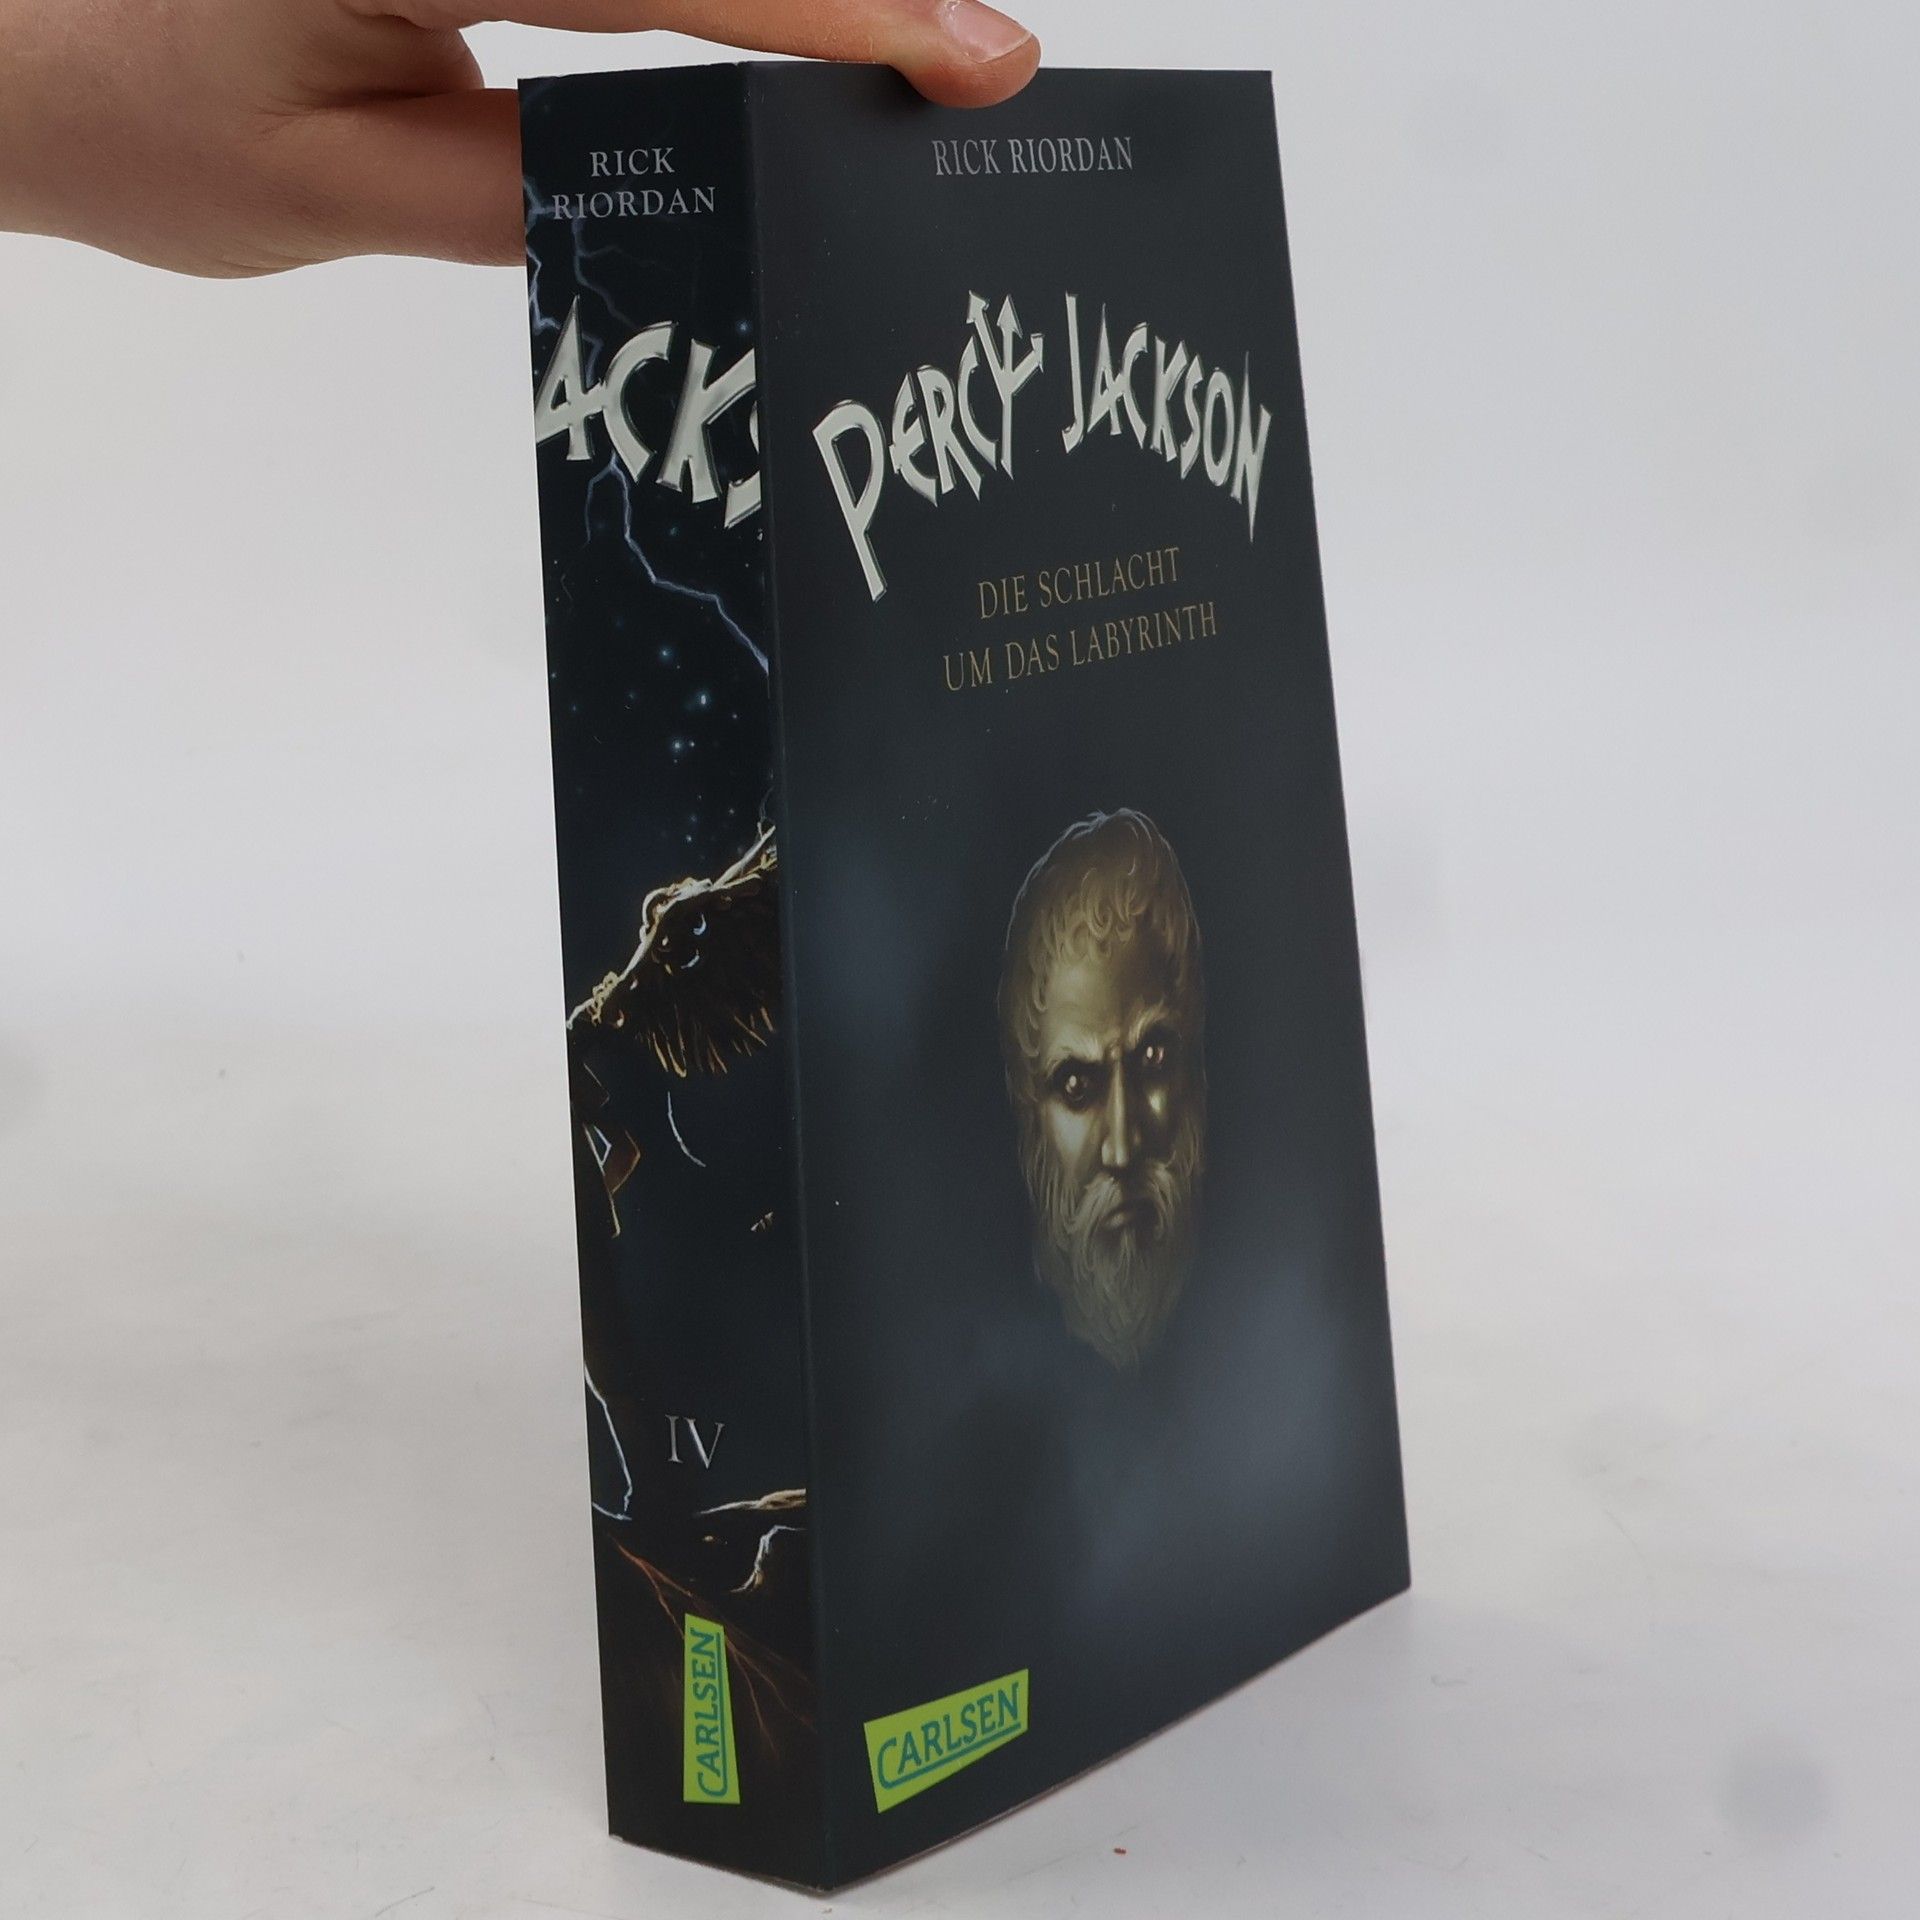 RICK
RIORDAN
ACKS
IV
CARLSEN
RICK RIORDAN
PERCY JACKSON
DIE SCHLACHT
UM DAS LABYRINTH
CARLSEN